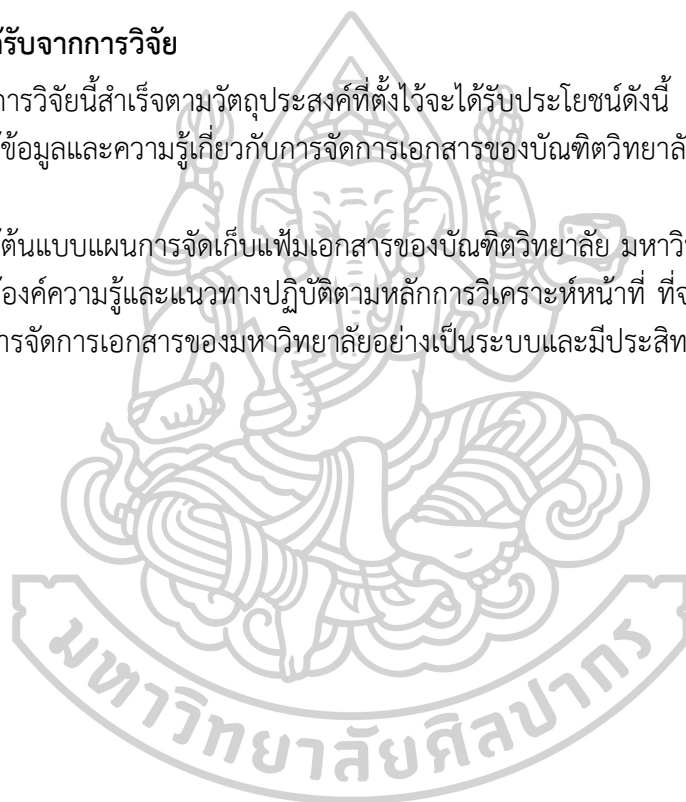 ด้รับจากการวิจัย
การวิจัยนี้สำเร็จตามวัตถุประสงค์ที่ตั้งไว้จะได้รับประโยชน์ดังนี้
ข้อมูลและความรู้เกี่ยวกับการจัดการเอกสารของบัณฑิตวิทยาลั
ต้นแบบแผนการจัดเก็บแฟ้มเอกสารของบัณฑิตวิทยาลัย มหาวิ
องค์ความรู้และแนวทางปฏิบัติตามหลักการวิเคราะห์หน้าที่ ที่จ
ารจัดการเอกสารของมหาวิทยาลัยอย่างเป็นระบบและมีประสิท
มหาวิทยาลัยศิลปากร